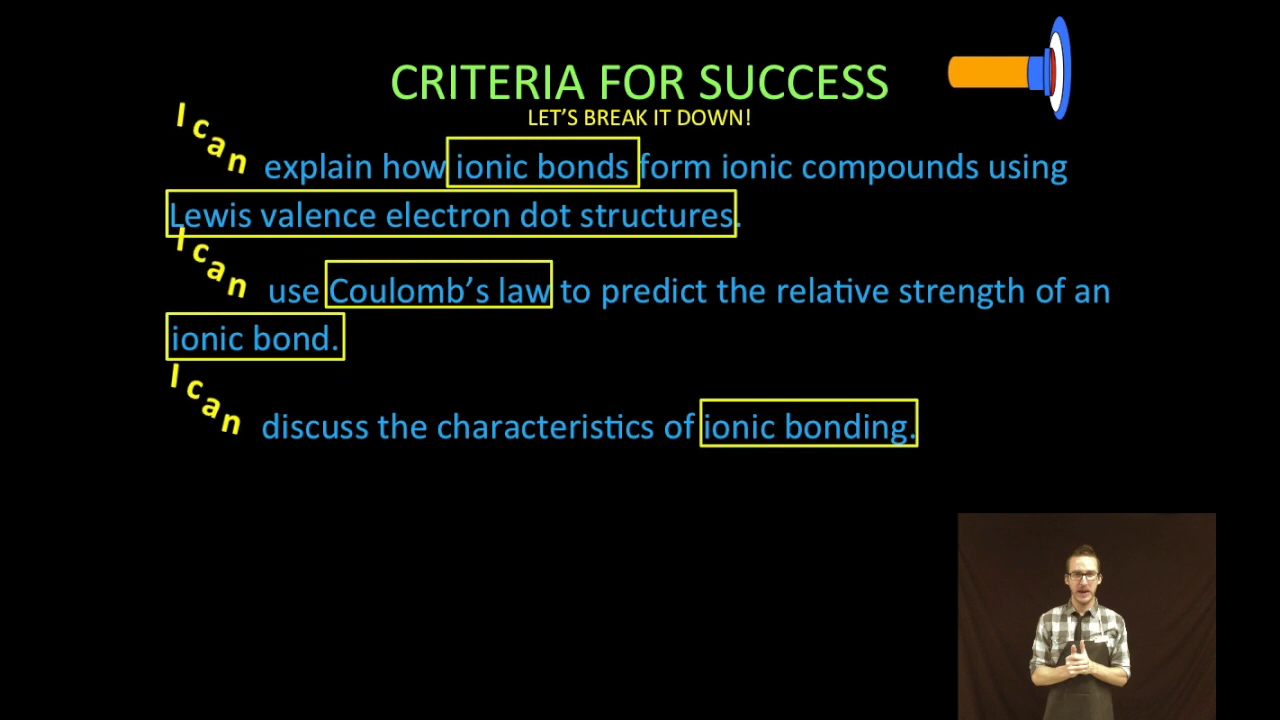 CRITERIA FOR SUCCESS
LET'S BREAK IT DOWN!
I can explain how ionic bonds form ionic compounds using
Lewis valence electron dot structures.
I can use Coulomb's law to predict the relative strength of an
ionic bond.
I can discuss the characteristics of ionic bonding.